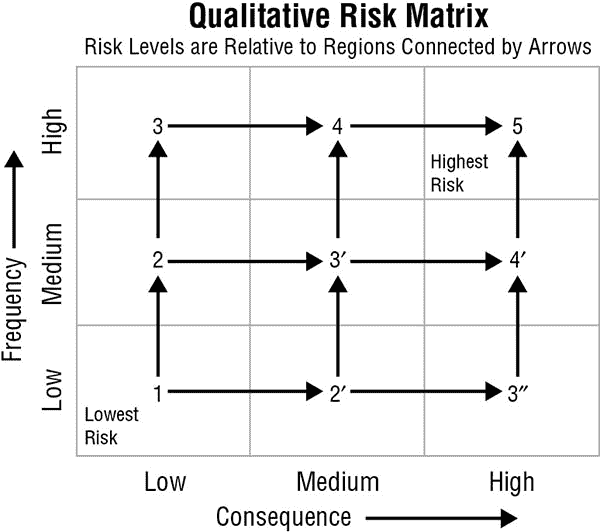 Qualitative Risk Matrix
Risk Levels are Relative to Regions Connected by Arrows
Frequency
High
3 4 5
Highest
Risk
Medium
2 3′ 4′
Low
1 2′ 3″
Lowest
Risk
Low Medium High
Consequence